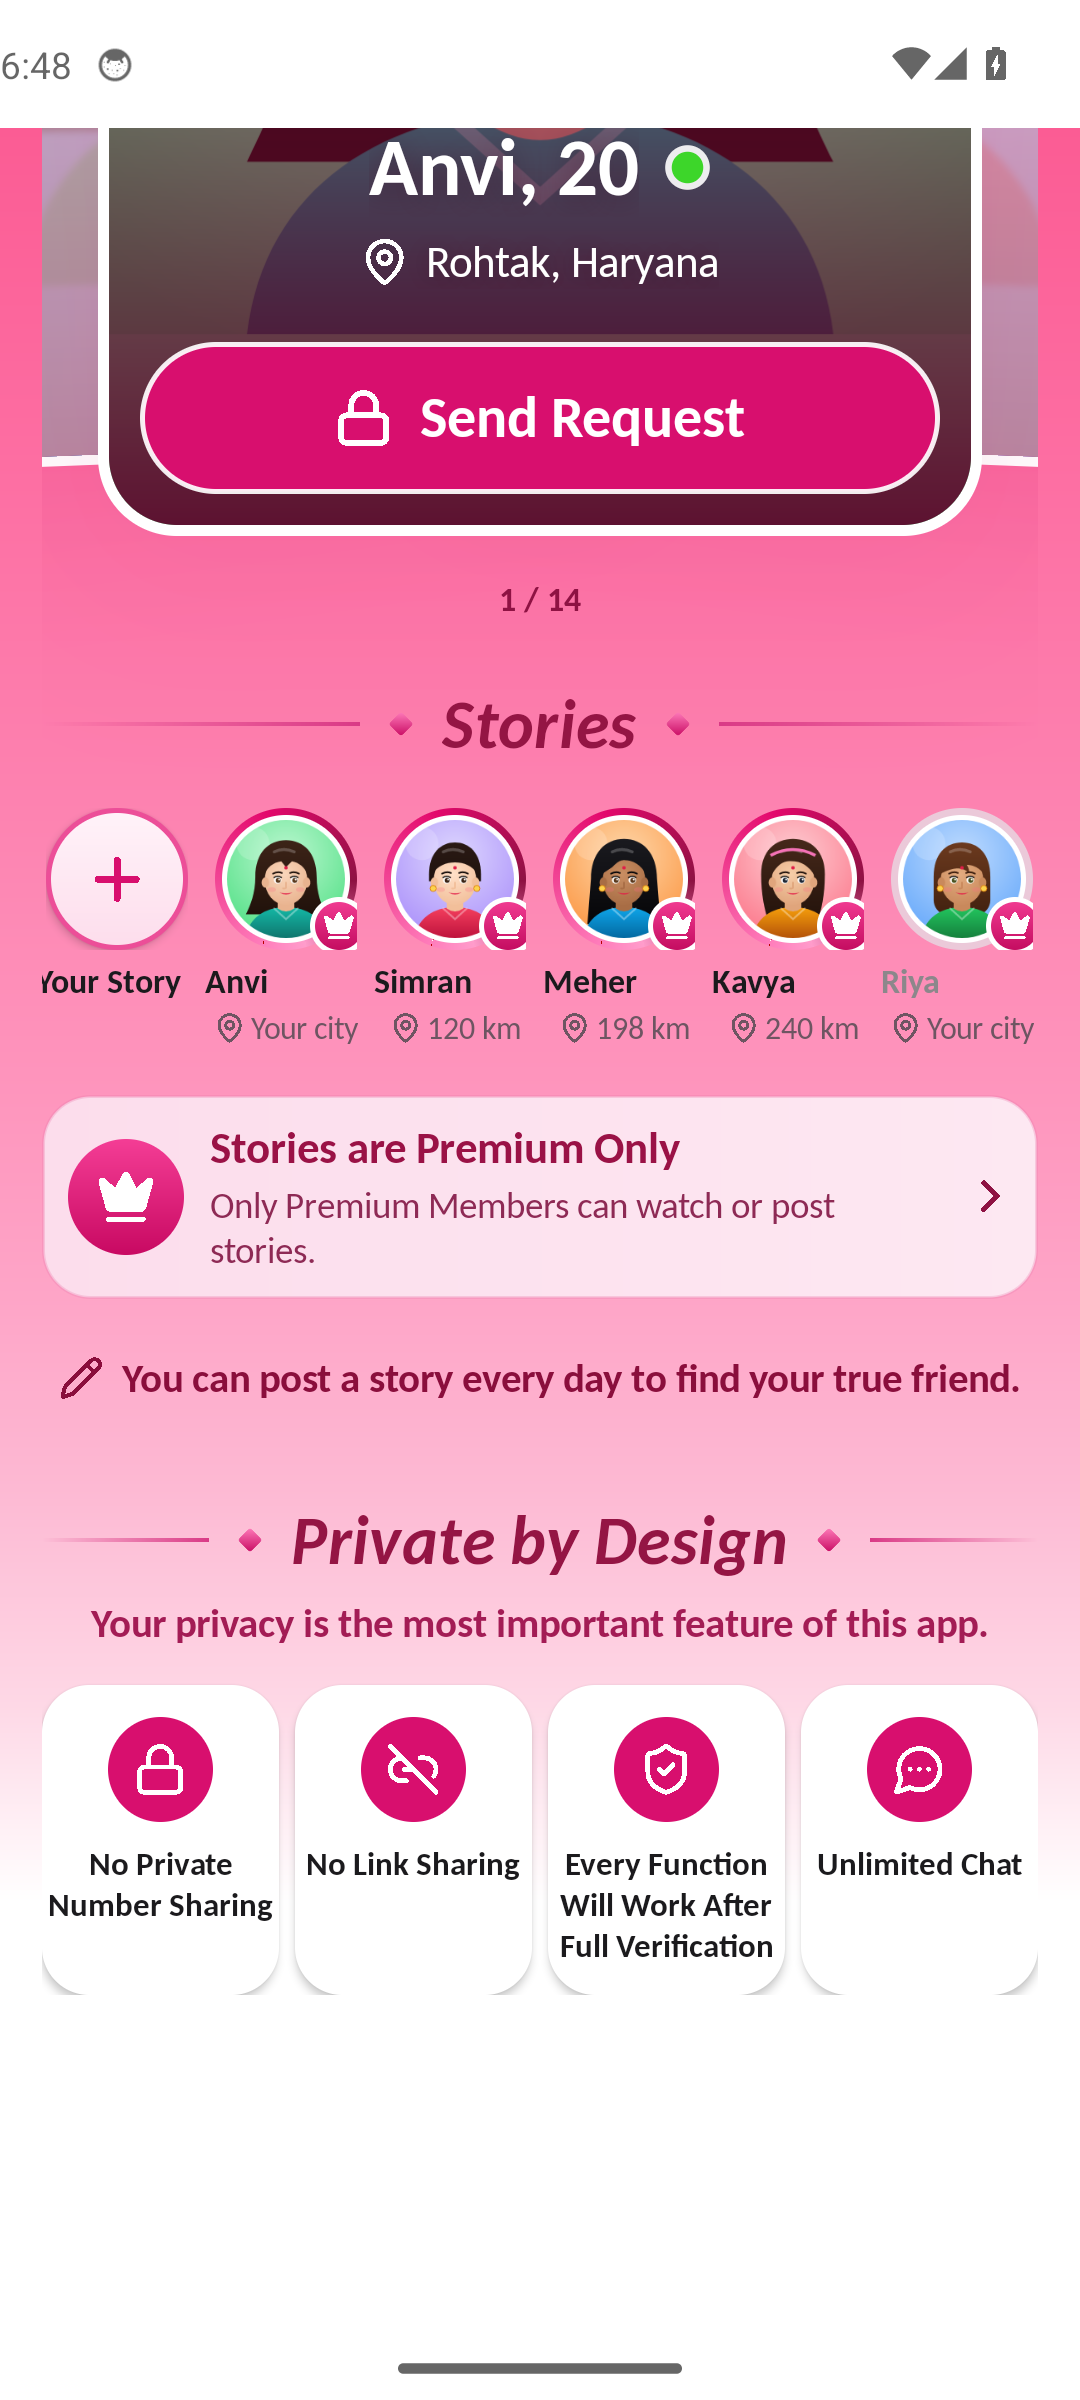 6:48
Anvi, 20
Rohtak, Haryana
Send Request
1 / 14
Stories
Your Story
Anvi
Simran
Meher
Kavya
Riya
Your city
120 km
198 km
240 km
Your city
Stories are Premium Only
Only Premium Members can watch or post
stories.
You can post a story every day to find your true friend.
Private by Design
Your privacy is the most important feature of this app.
No Private
Number Sharing
No Link Sharing
Every Function
Will Work After
Full Verification
Unlimited Chat